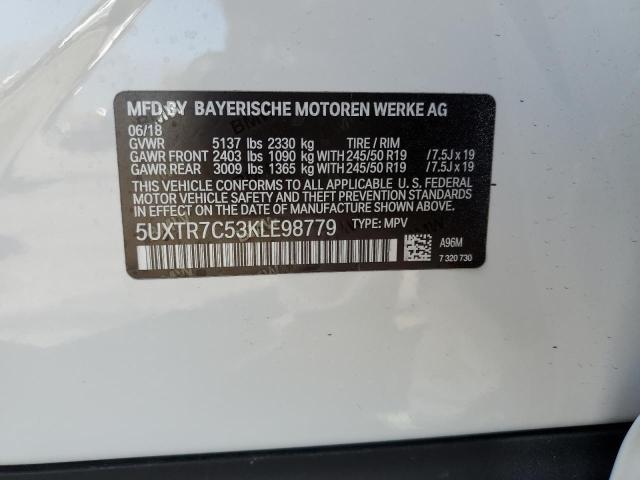 MFD BY BAYERISCHE MOTOREN WERKE AG
06/18
GVWR 5137 lbs 2330 kg TIRE / RIM
GAWR FRONT 2403 lbs 1090 kg WITH 245/50 R19 /7.5J x 19
GAWR REAR 3009 lbs 1365 kg WITH 245/50 R19 /7.5J x 19
THIS VEHICLE CONFORMS TO ALL APPLICABLE U. S. FEDERAL
MOTOR VEHICLE SAFETY AND THEFT PREVENTION STANDARDS
IN EFFECT ON THE DATE OF MANUFACTURE SHOWN ABOVE.
5UXTR7C53KLE98779 TYPE: MPV
A96M
7 320 730